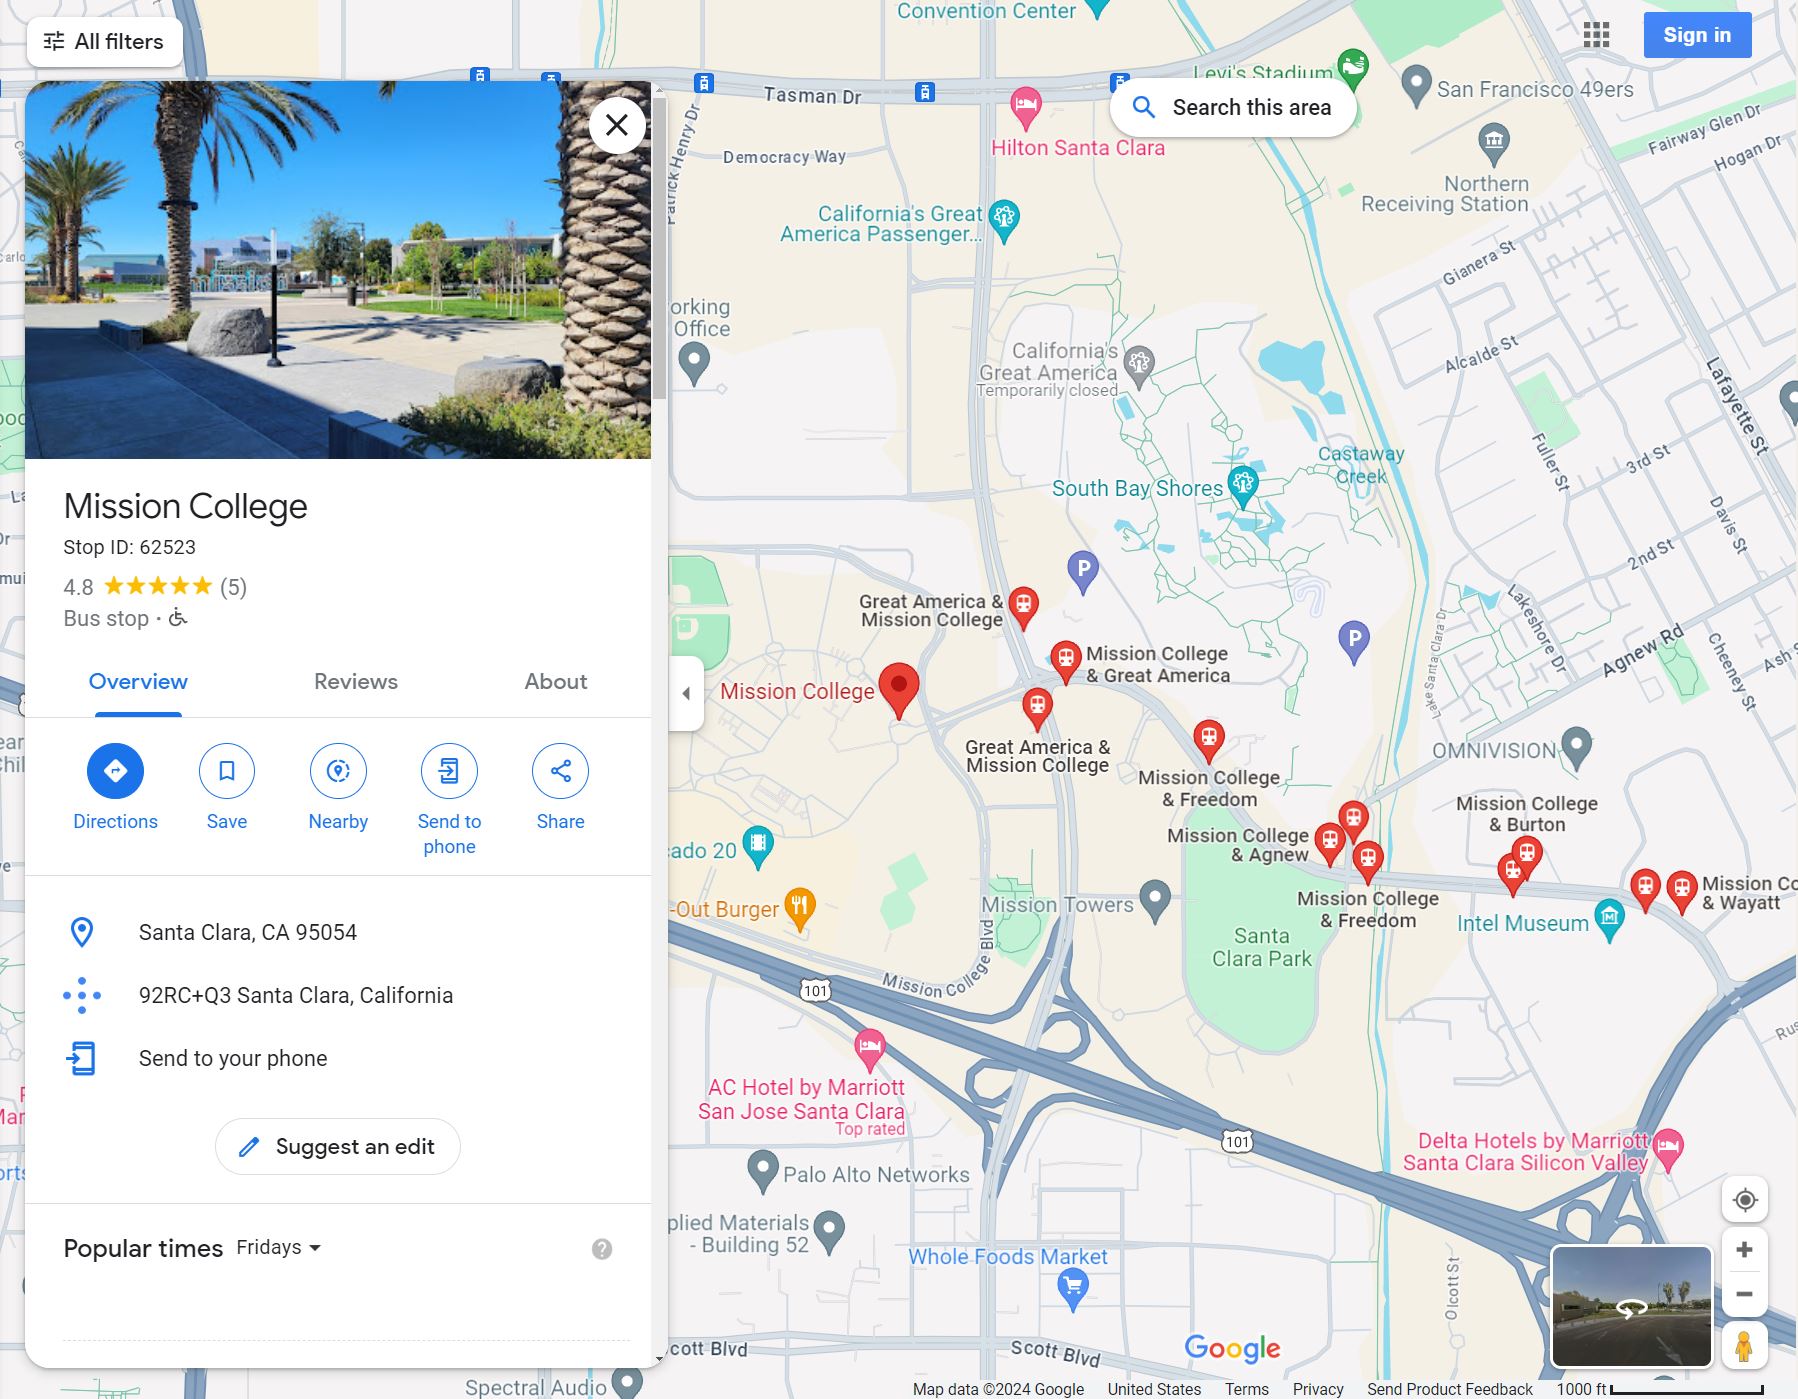 All filters
Sign in
Convention Center
Levi's Stadium
San Francisco 49ers
Tasman Dr
Search this area
Fairway Glen Dr
Hogan Dr
Hilton Santa Clara
Democracy Way
Patrick Henry Dr
Northern
Receiving Station
California's Great
America Passenger...
Gianera St
Office
California's
Great America
Temporarily closed
Alcalde St
Lafayette St
Castaway
Creek
Fuller St
3rd St
South Bay Shores
Davis St
2nd St
Mission College
Stop ID: 62523
4.8
(5)
Bus stop ·
Overview
Reviews
About
Directions
Save
Nearby
Send to
phone
Share
Santa Clara, CA 95054
92RC+Q3 Santa Clara, California
Send to your phone
Suggest an edit
Popular times
Fridays
P
Great America &
Mission College
Mission College
& Great America
Mission College
Great America &
Mission College
P
Lakeshore Dr
Lake Santa Clara Dr
Agnew Rd
Cheeney St
Ash S
Mission College
& Freedom
OMNIVISION
Mission College
& Burton
Mission College
& Agnew
Mission College
& Freedom
Mission Co
& Wayatt
Intel Museum
cado 20
-Out Burger
Mission Towers
Santa
Clara Park
Mission College Blvd
101
AC Hotel by Marriott
San Jose Santa Clara
Top rated
101
Delta Hotels by Marriott
Santa Clara Silicon Valley
Palo Alto Networks
plied Materials
- Building 52
Whole Foods Market
Olcott St
cott Blvd
Scott Blvd
Google
Spectral Audio
Map data ©2024 Google
United States
Terms
Privacy
Send Product Feedback
1000 ft